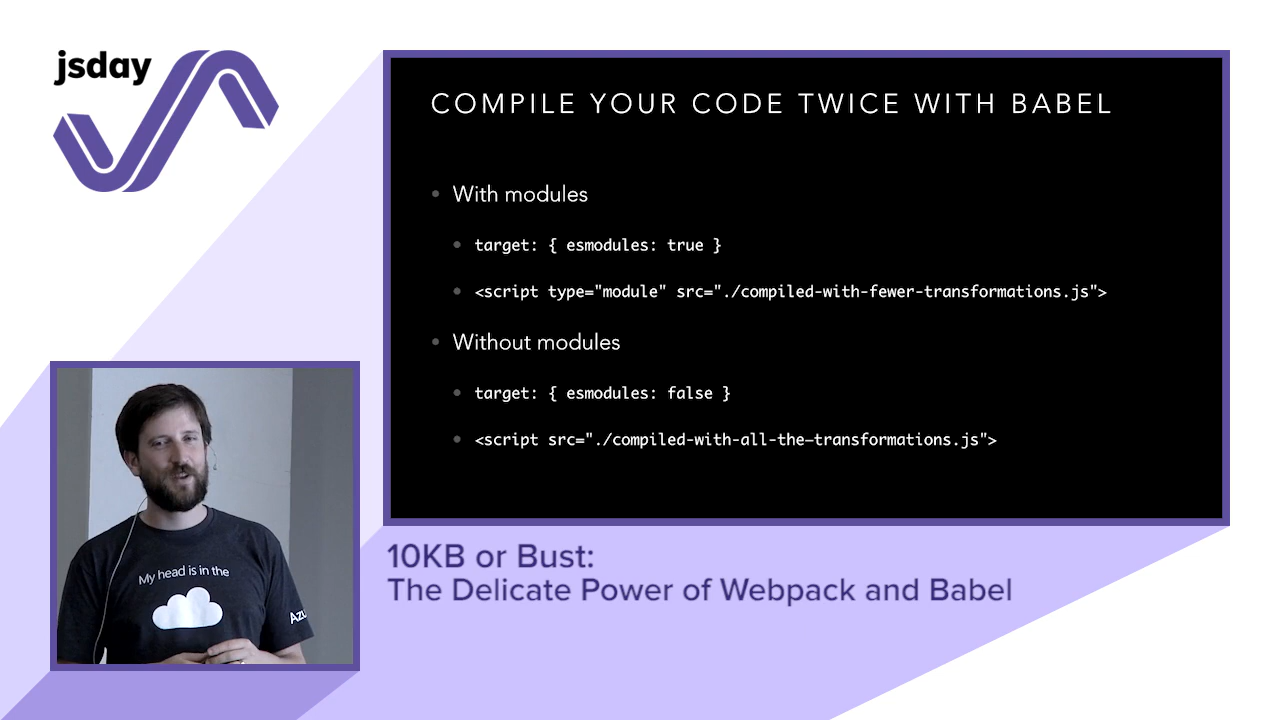 jsday
COMPILE YOUR CODE TWICE WITH BABEL
With modules
target: { esmodules: true }
<script type="module" src="./compiled-with-fewer-transformations.js">
Without modules
target: { esmodules: false }
<script src="./compiled-with-all-the-transformations.js">
My head is in the
Azu
10KB or Bust:
The Delicate Power of Webpack and Babel